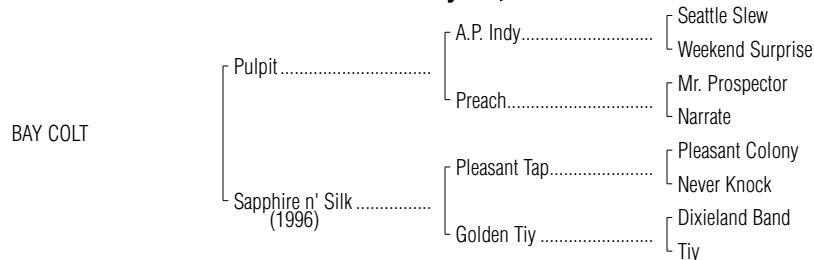 Seattle Slew
A.P. Indy
Weekend Surprise
Pulpit
Mr. Prospector
Preach
Narrate
BAY COLT
Pleasant Colony
Pleasant Tap
Never Knock
Sapphire n' Silk
(1996)
Dixieland Band
Golden Tiy
Tiy